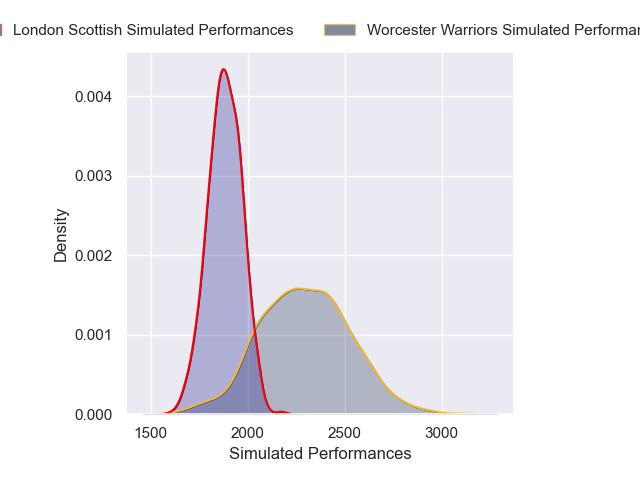 London Scottish Simulated Performances
Worcester Warriors Simulated Performan
0.004
0.003
0.002
0.001
0.000
Density
1500
2000
2500
3000
Simulated Performances